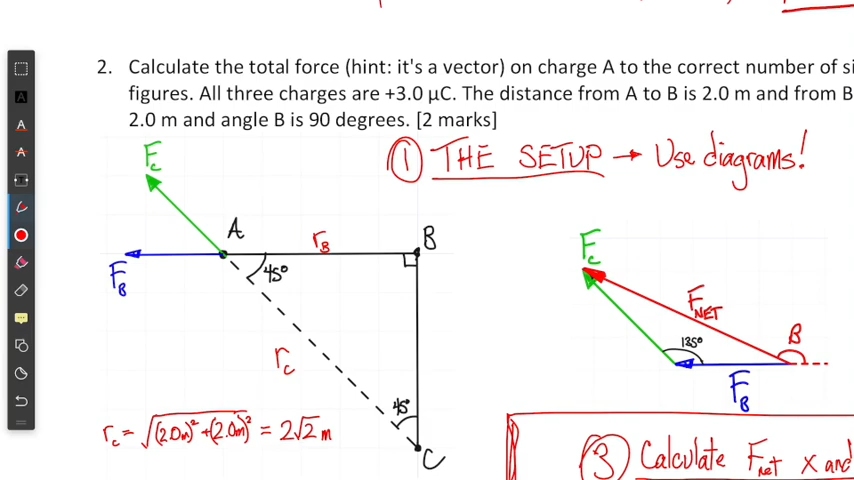 2. Calculate the total force (hint: it's a vector) on charge A to the correct number of si
figures. All three charges are +3.0 μC. The distance from A to B is 2.0 m and from B
2.0 m and angle B is 90 degrees. [2 marks]
① THE SETUP → Use diagrams!
Fc
A
rB
B
45°
FB
rc
45°
C
rc = √(2.0m)² + (2.0m)² = 2√2 m
Fc
FNET
135°
B
FB
③ Calculate Fnet x and